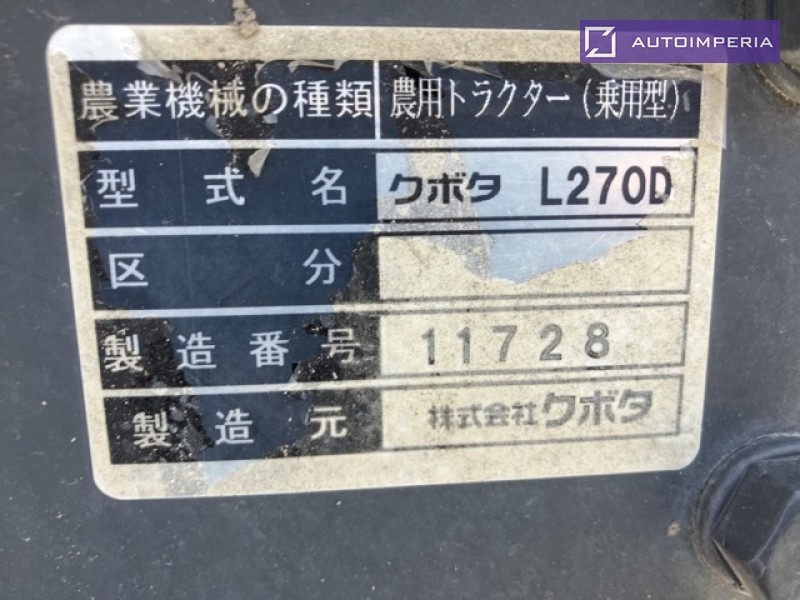 AUTOIMPERIA
農業機械の種類 農用トラクター(乗用型)
型式名 クボタ L270D
区分
製造番号 11728
製造元 株式会社クボタ